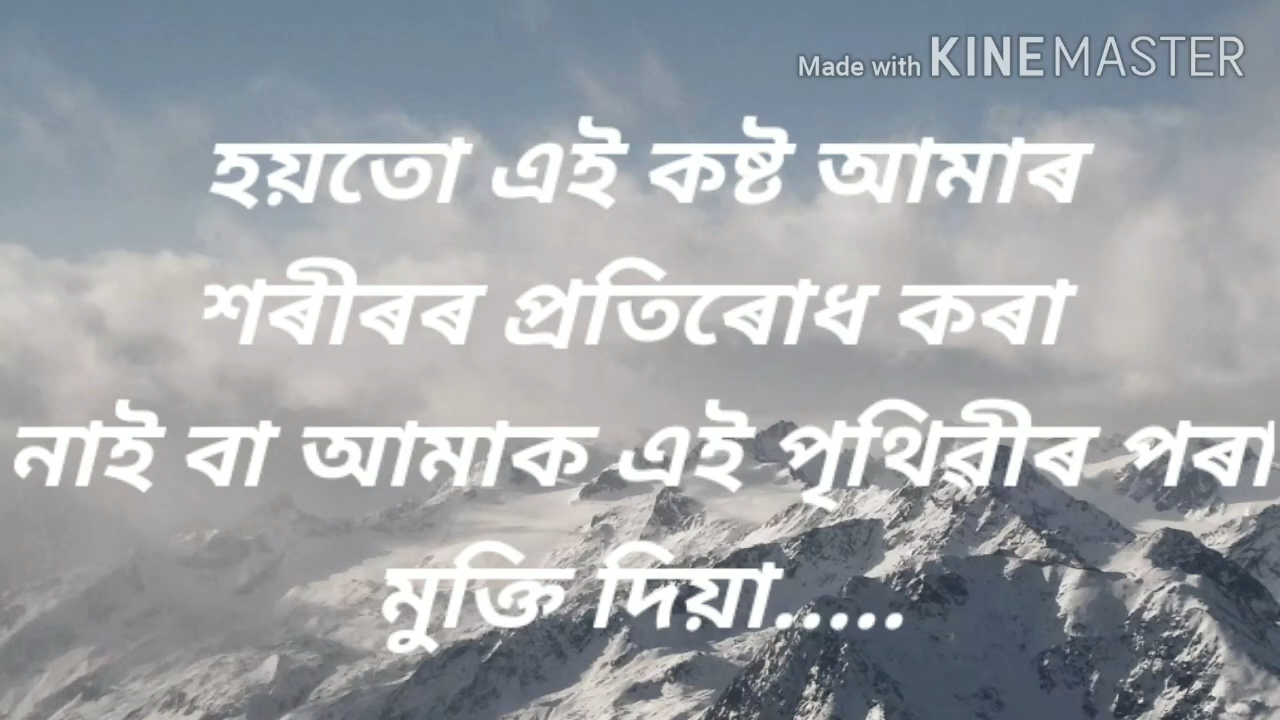 Made with KINEMASTER
হয়তো এই কষ্ট আমাৰ
শৰীৰৰ প্ৰতিৰোধ কৰা
নাই বা আমাক এই পৃথিৱীৰ পৰা
মুক্তি দিয়া.....